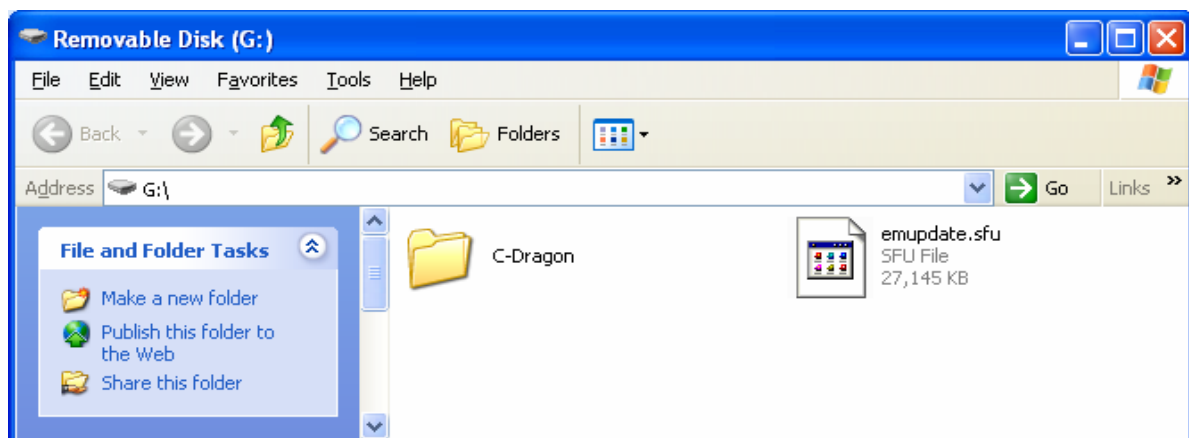 Removable Disk (G:)
File Edit View Favorites Tools Help
Back Search Folders
Address G:\ Go Links »
File and Folder Tasks
Make a new folder
Publish this folder to
the Web
Share this folder
C-Dragon
emupdate.sfu
SFU File
27,145 KB